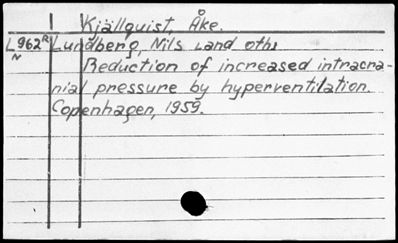 Kjällquist, Åke.
L962R Lundberg, Nils and oth.
N
Reduction of increased intracra-
nial pressure by hyperventilation.
Copenhagen, 1959.